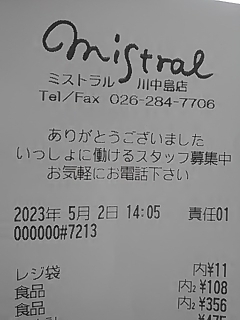 mistral
ミストラル 川中島店
Tel/Fax 026-284-7706
ありがとうございました
いっしょに働けるスタッフ募集中
お気軽にお電話下さい
2023年 5月 2日 14:05 責任01
000000#7213
レジ袋 内¥11
食品 内2 ¥108
食品 内2 ¥356
¥475